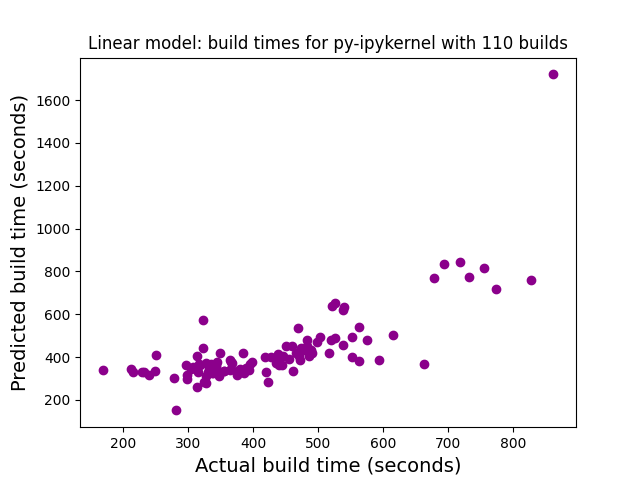 Linear model: build times for py-ipykernel with 110 builds
Predicted build time (seconds)
1600
1400
1200
1000
800
600
400
200
200 300 400 500 600 700 800
Actual build time (seconds)